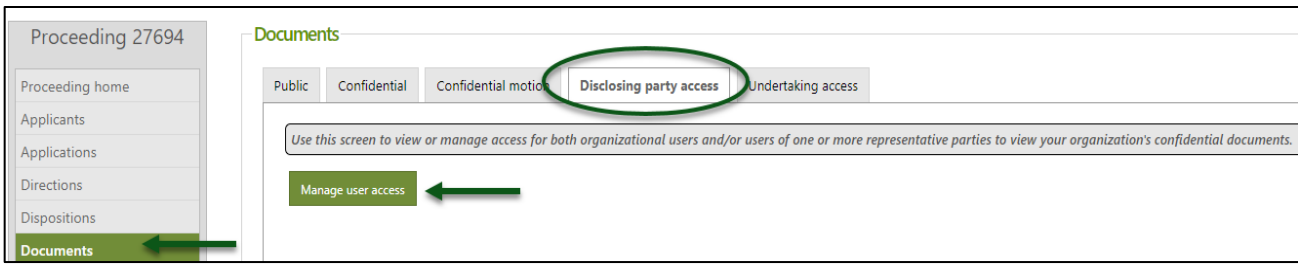 Proceeding 27694
Proceeding home
Applicants
Applications
Directions
Dispositions
Documents
Documents
Public Confidential Confidential motion Disclosing party access Undertaking access
Use this screen to view or manage access for both organizational users and/or users of one or more representative parties to view your organization's confidential documents.
Manage user access